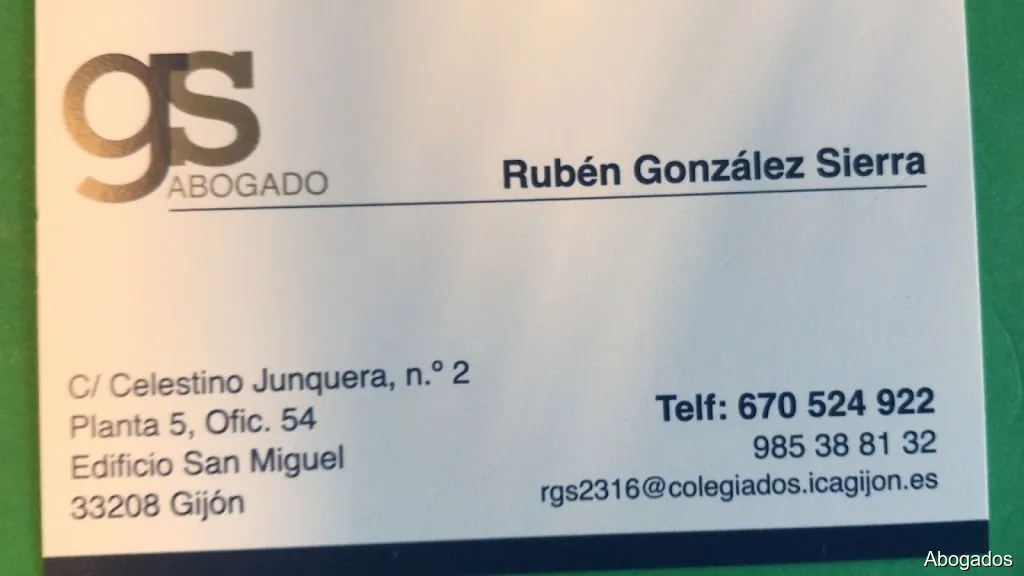 gs
ABOGADO
Rubén González Sierra
C/ Celestino Junquera, n.º 2
Planta 5, Ofic. 54
Edificio San Miguel
33208 Gijón
Telf: 670 524 922
985 38 81 32
rgs2316@colegiados.icagijon.es
Abogados